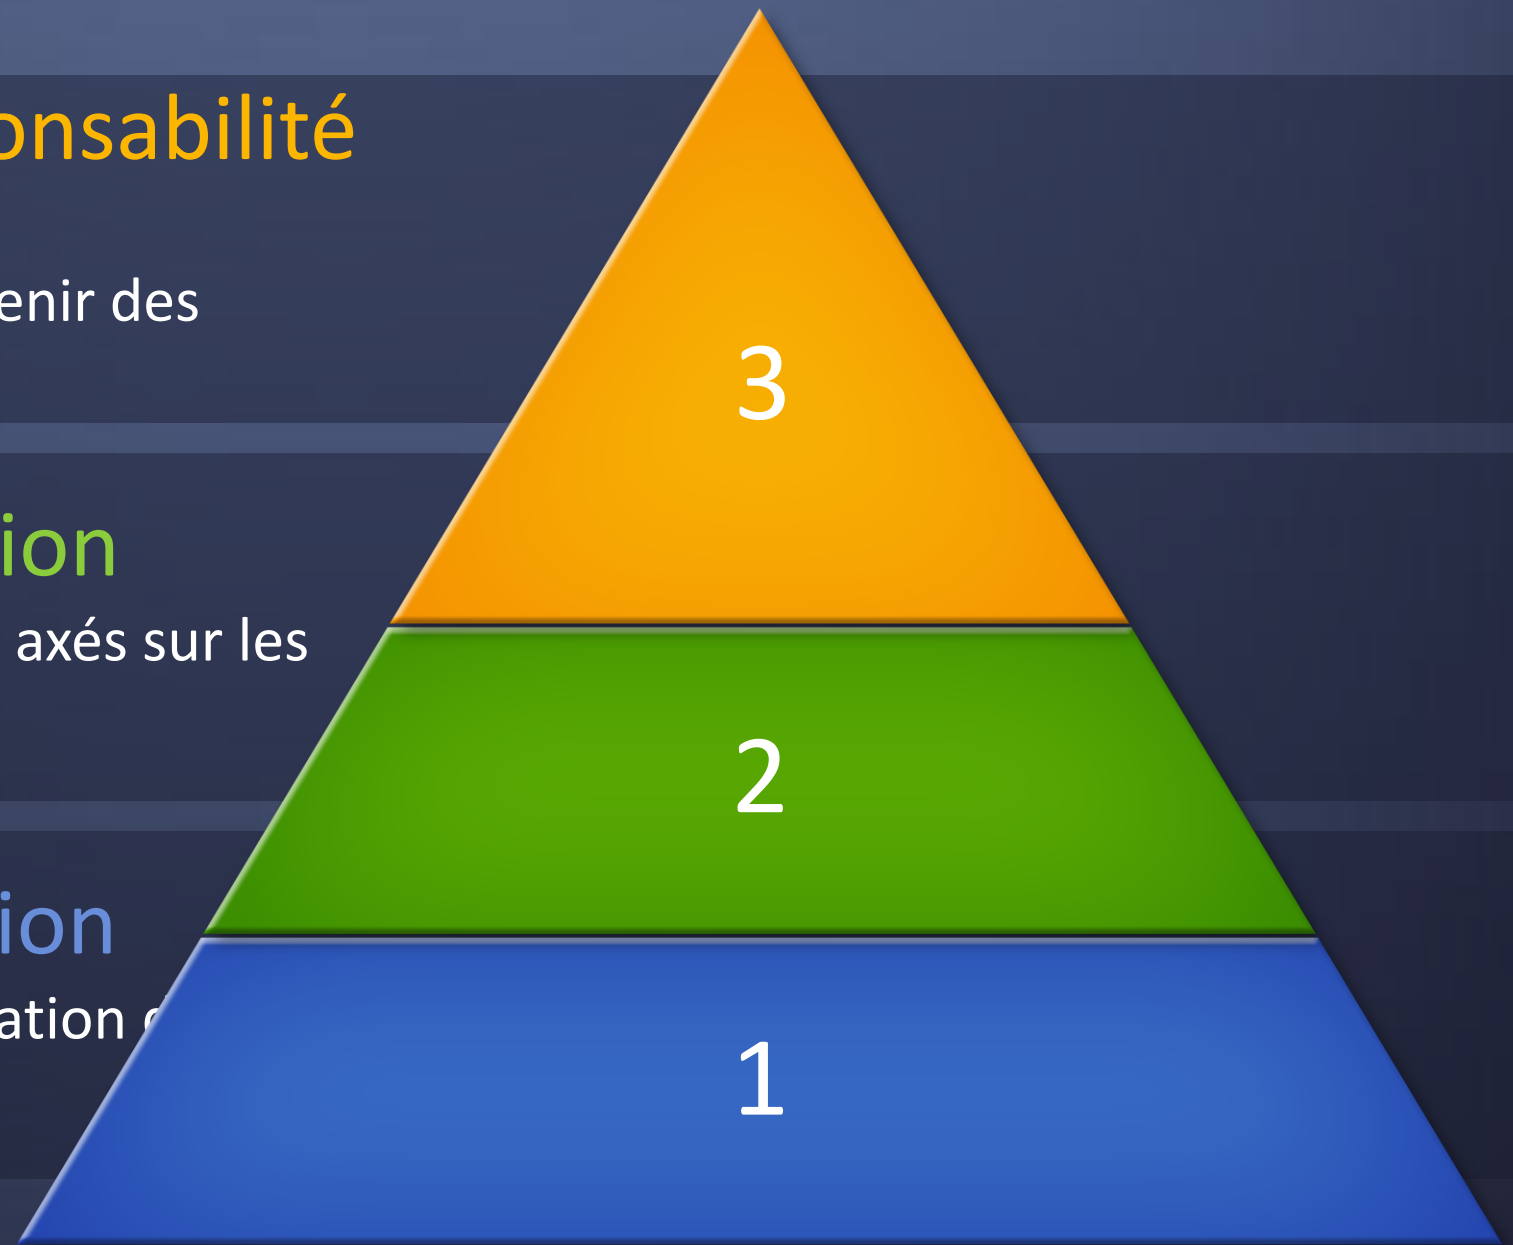 onsabilité
enir des
3
ion
axés sur les
2
ion
ation
1